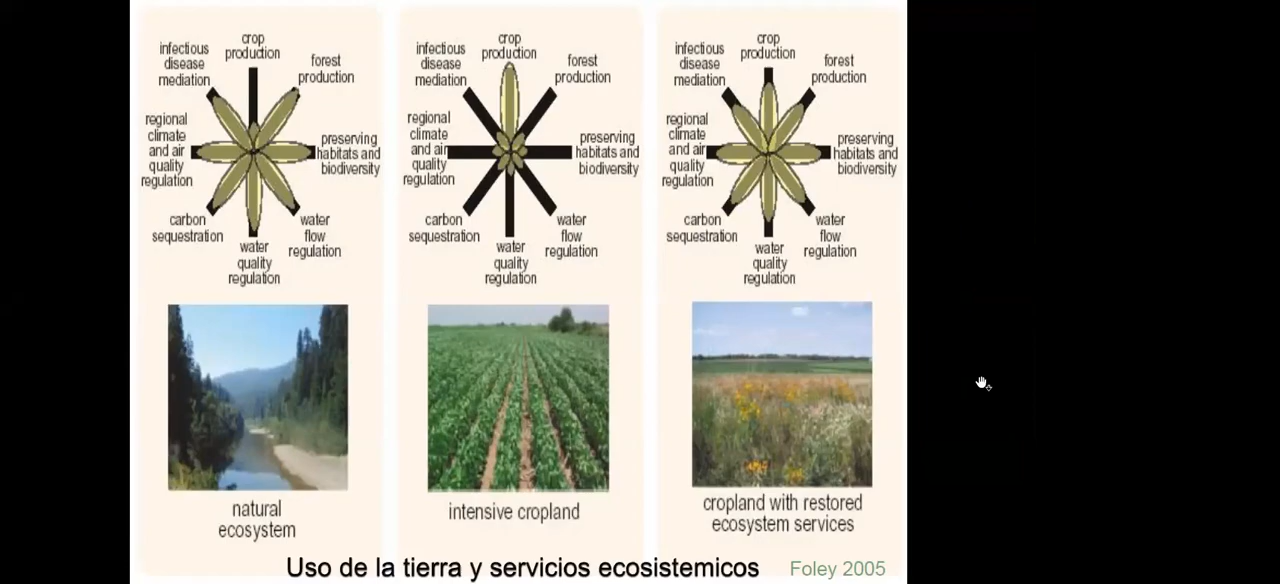 crop
production
infectious
disease
mediation
forest
production
regional
climate
and air
quality
regulation
preserving
habitats and
biodiversity
carbon
sequestration
water
flow
regulation
water
quality
regulation
natural
ecosystem
crop
production
infectious
disease
mediation
forest
production
regional
climate
and air
quality
regulation
preserving
habitats and
biodiversity
carbon
sequestration
water
flow
regulation
water
quality
regulation
intensive cropland
crop
production
infectious
disease
mediation
forest
production
regional
climate
and air
quality
regulation
preserving
habitats and
biodiversity
carbon
sequestration
water
flow
regulation
water
quality
regulation
cropland with restored
ecosystem services
Uso de la tierra y servicios ecosistemicos
Foley 2005